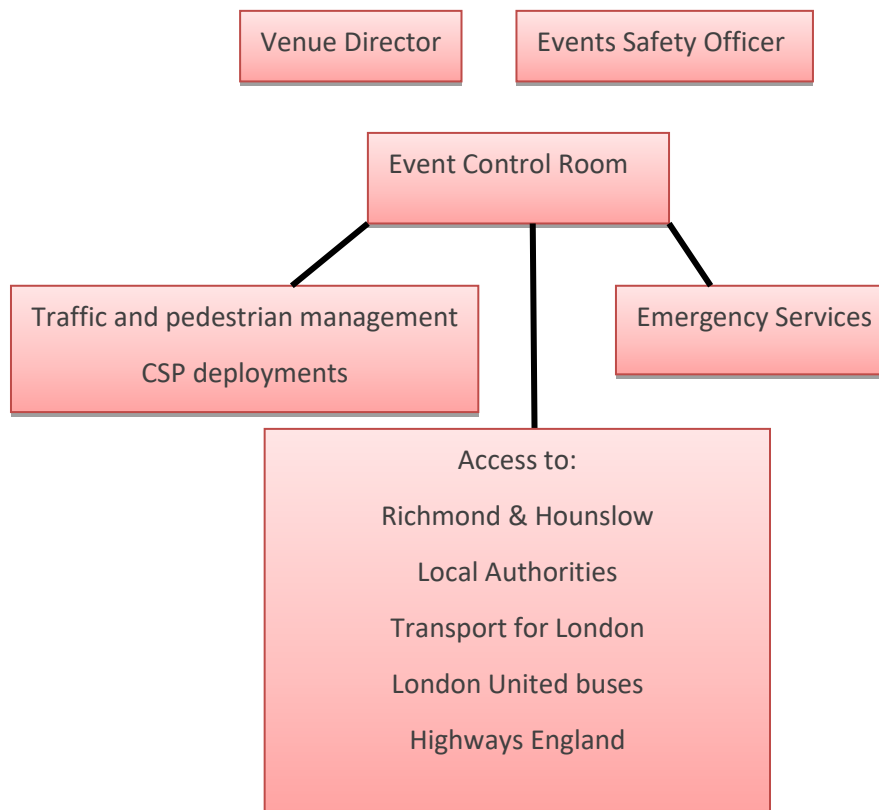 Venue Director
Events Safety Officer
Event Control Room
Traffic and pedestrian management
CSP deployments
Emergency Services
Access to:
Richmond & Hounslow
Local Authorities
Transport for London
London United buses
Highways England